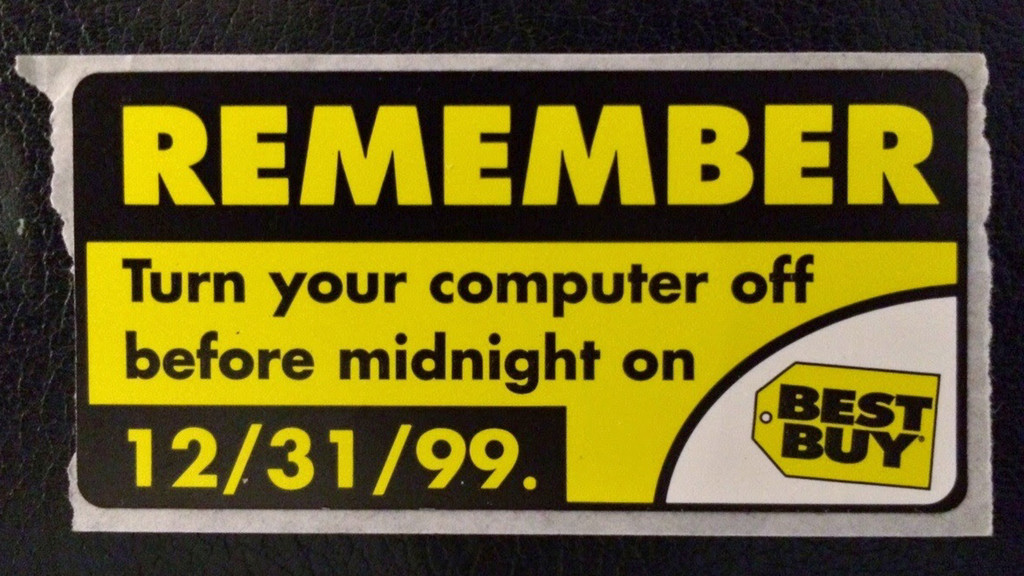 REMEMBER
Turn your computer off
before midnight on
12/31/99.
BEST
BUY®